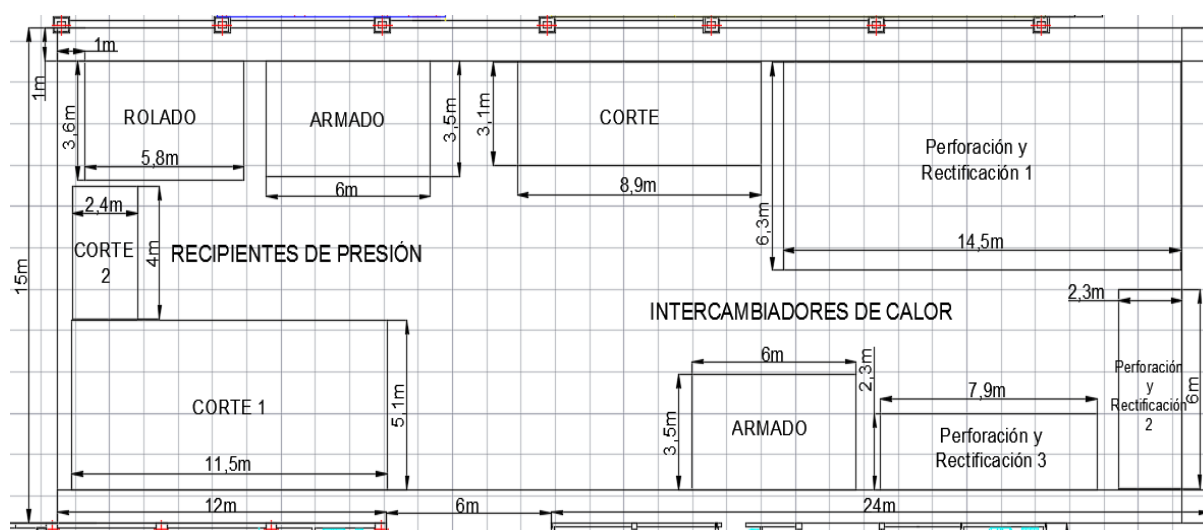 1m
1m
ROLADO
3,6m
5,8m
ARMADO
3,5m
6m
CORTE
3,1m
8,9m
Perforación y
Rectificación 1
6,3m
14,5m
2,4m
CORTE
2
4m
RECIPIENTES DE PRESIÓN
15m
INTERCAMBIADORES DE CALOR
2,3m
Perforación
y
Rectificación
2
6m
CORTE 1
5,1m
11,5m
6m
ARMADO
3,5m
2,3m
7,9m
Perforación y
Rectificación 3
12m
6m
24m